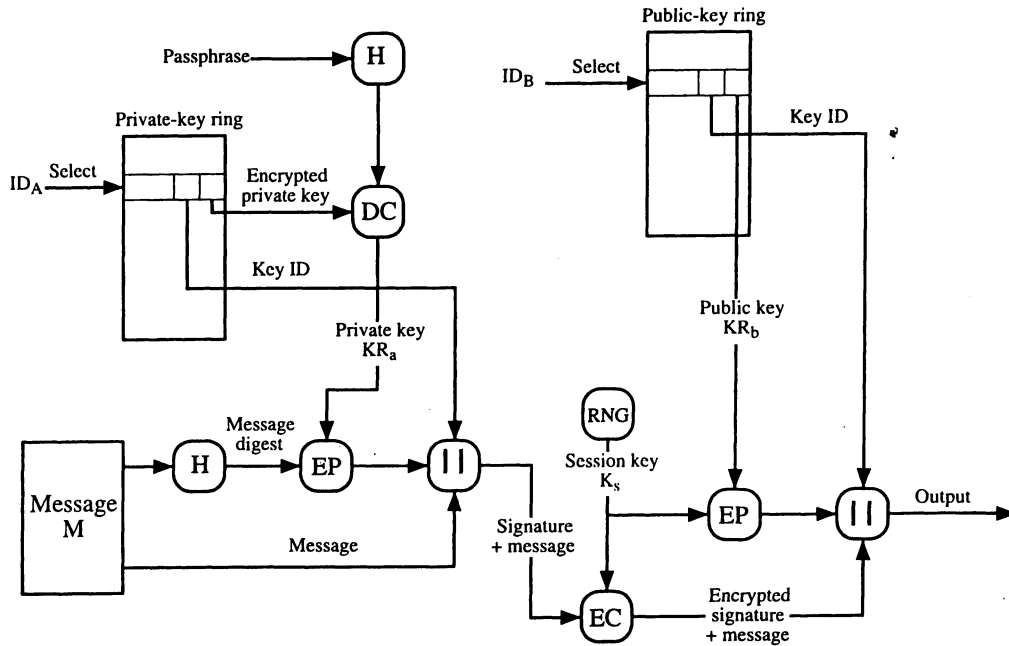 Public-key ring
Passphrase
H
ID_B
Select
Private-key ring
Key ID
ID_A
Select
Encrypted
private key
DC
Key ID
Public key
KR_b
Private key
KR_a
RNG
Message
digest
Session key
K_s
H
EP
||
Message
M
EP
||
Output
Message
Signature
+ message
EC
Encrypted
signature
+ message